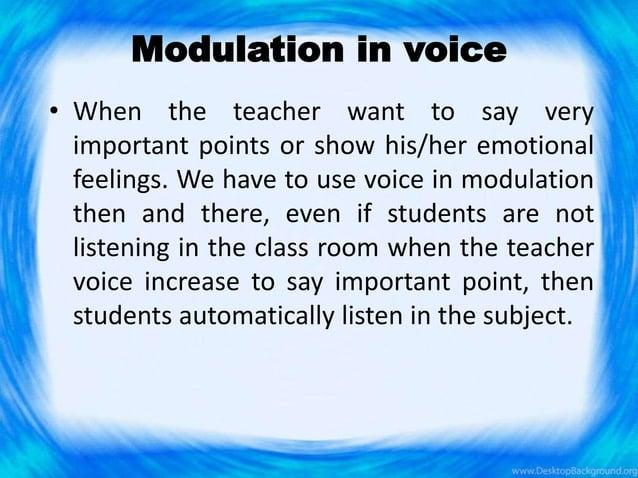 Modulation in voice
• When the teacher want to say very
important points or show his/her emotional
feelings. We have to use voice in modulation
then and there, even if students are not
listening in the class room when the teacher
voice increase to say important point, then
students automatically listen in the subject.
www.DesktopBackground.org